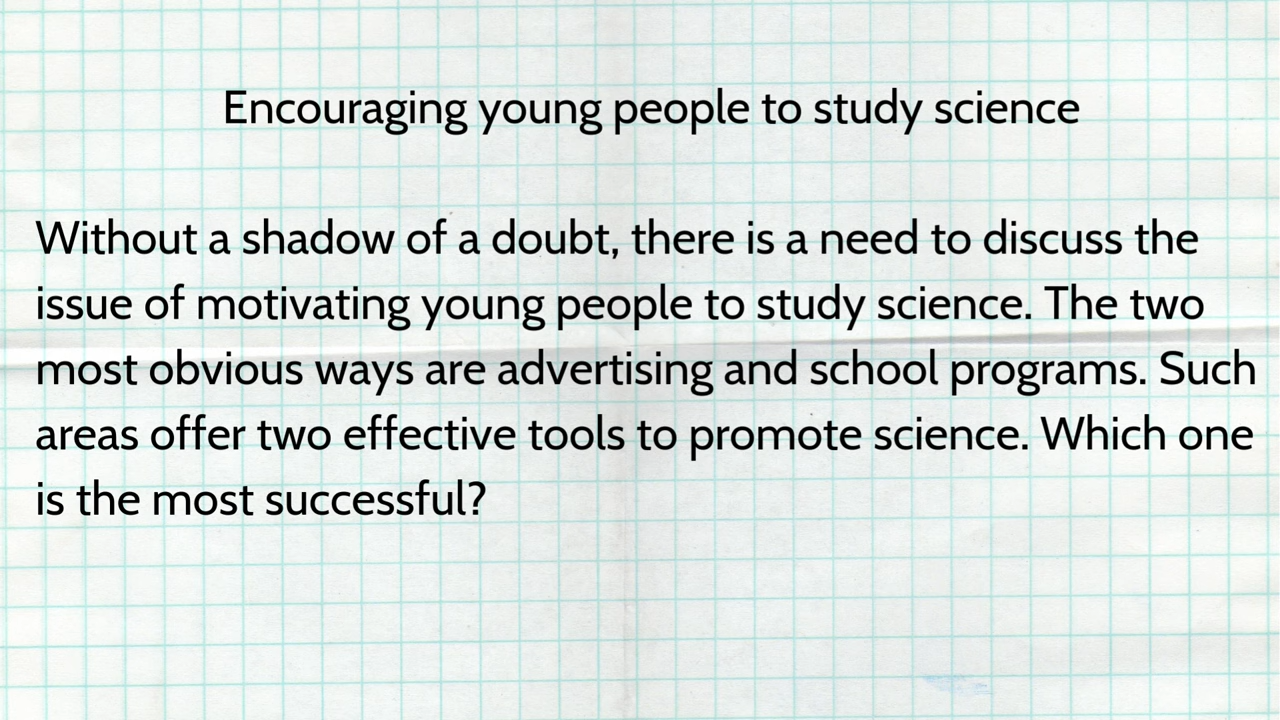 Encouraging young people to study science
Without a shadow of a doubt, there is a need to discuss the
issue of motivating young people to study science. The two
most obvious ways are advertising and school programs. Such
areas offer two effective tools to promote science. Which one
is the most successful?